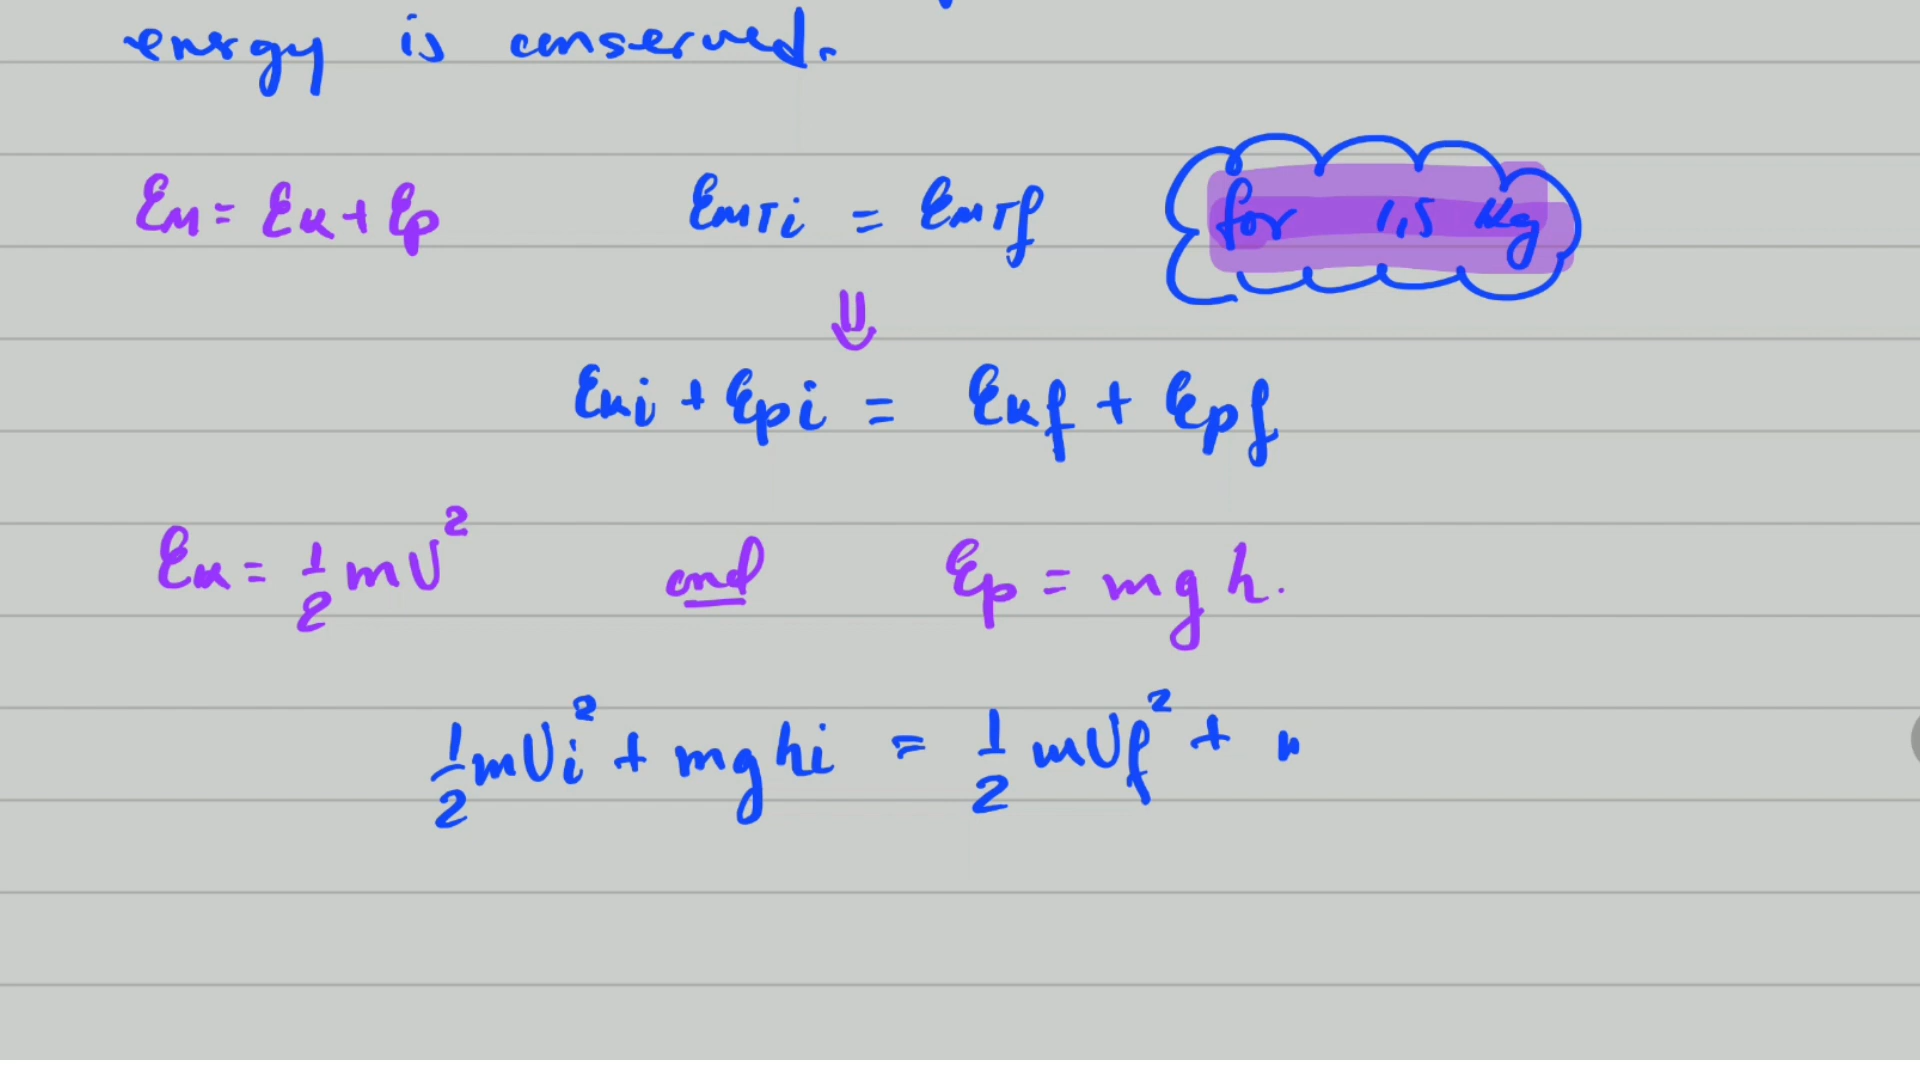 energy is conserved.
EM = EK + Ep EMTi = EMTf for 1,5 kg
⇓
EKi + Epi = EKf + Epf
EK = 1/2 mv² and Ep = mgh.
1/2 mvi² + mghi = 1/2 mvf² +